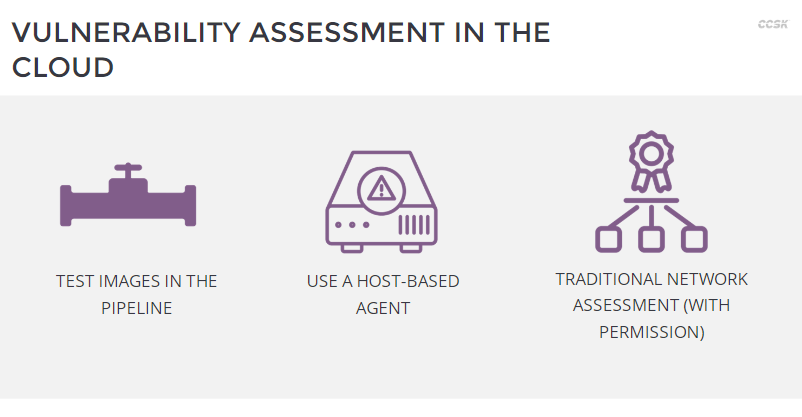 VULNERABILITY ASSESSMENT IN THE
CLOUD
CCSK
TEST IMAGES IN THE
PIPELINE
USE A HOST-BASED
AGENT
TRADITIONAL NETWORK
ASSESSMENT (WITH
PERMISSION)